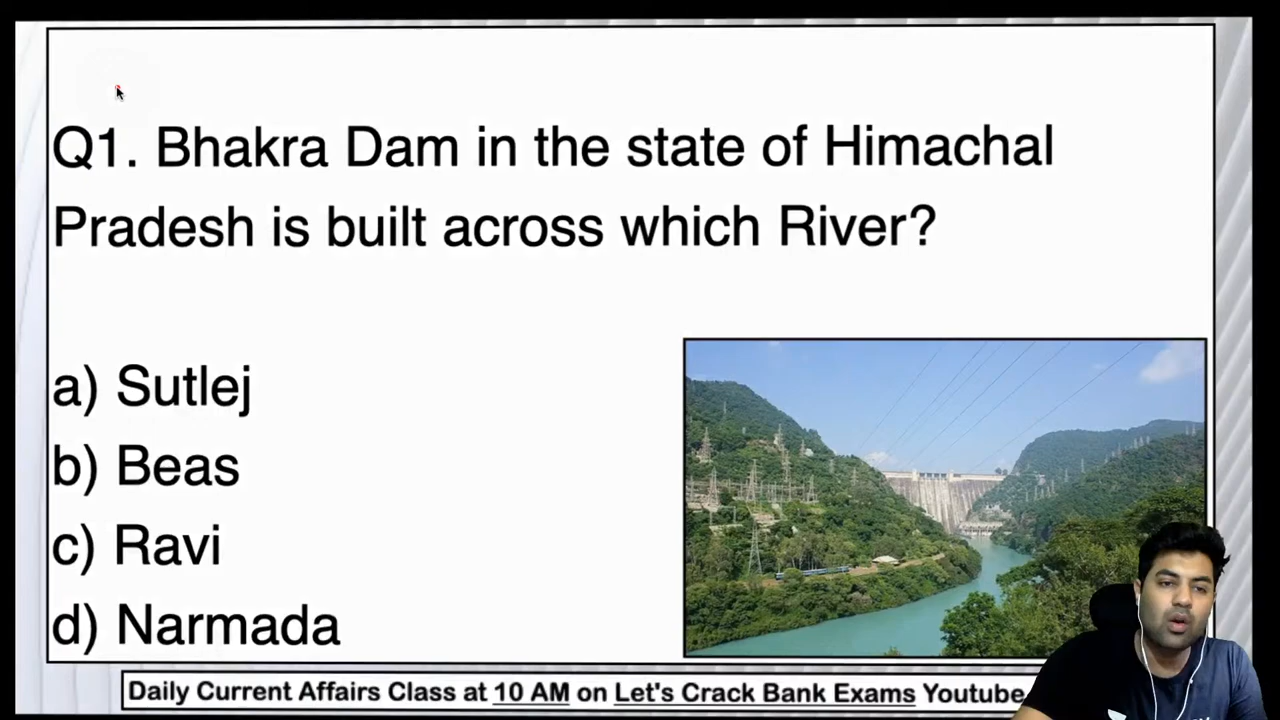 Q1. Bhakra Dam in the state of Himachal
Pradesh is built across which River?
a) Sutlej
b) Beas
c) Ravi
d) Narmada
Daily Current Affairs Class at 10 AM on Let's Crack Bank Exams Youtube